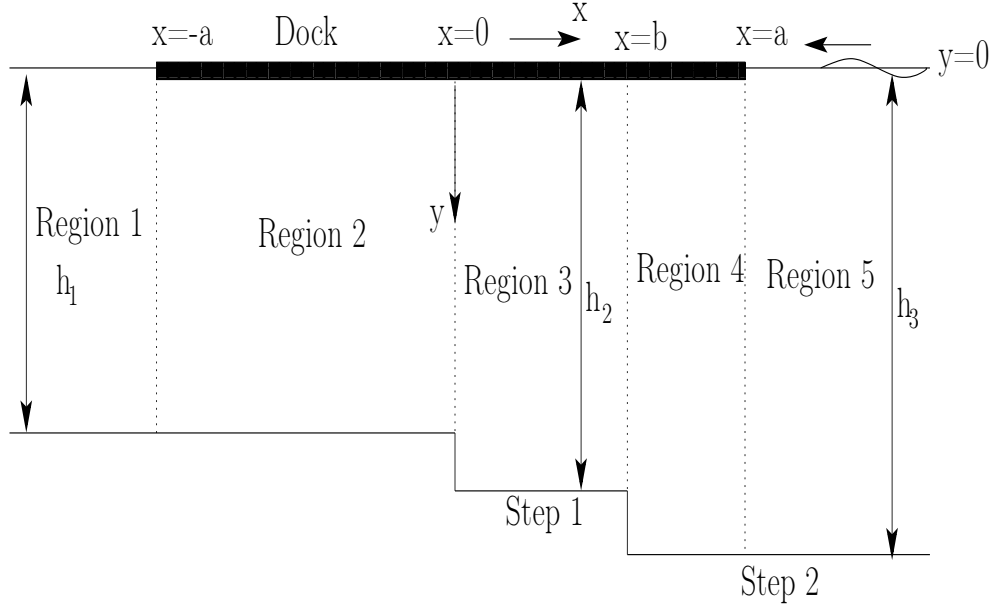 x
x=-a
Dock
x=0
x=b
x=a
y=0
Region 1
Region 2
y
Region 3
Region 4
Region 5
h1
h2
h3
Step 1
Step 2